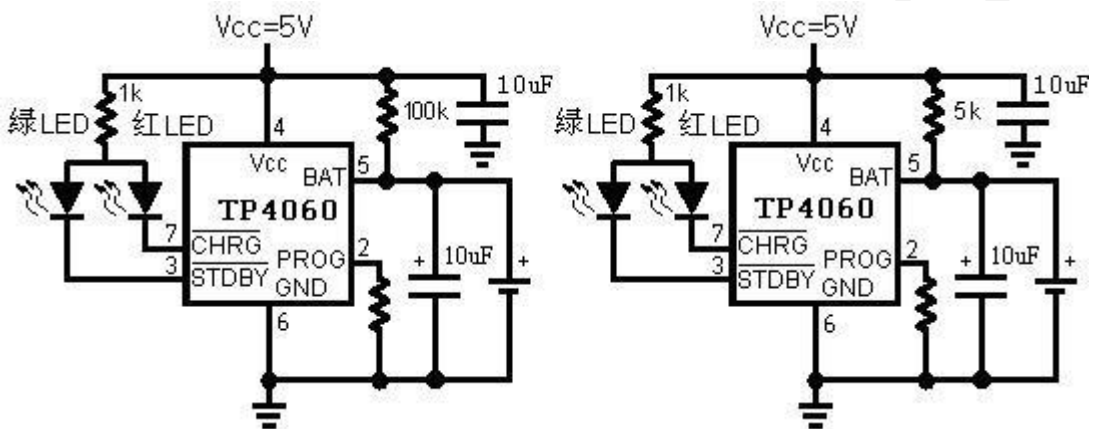 Vcc=5V
1k
100k
10uF
绿LED
红LED
4
Vcc
5
BAT
TP4060
7
CHRG
2
3
STDBY
PROG
GND
+
10uF
+
6
Vcc=5V
1k
5k
10uF
绿LED
红LED
4
Vcc
5
BAT
TP4060
7
CHRG
2
3
STDBY
PROG
GND
+
10uF
+
6